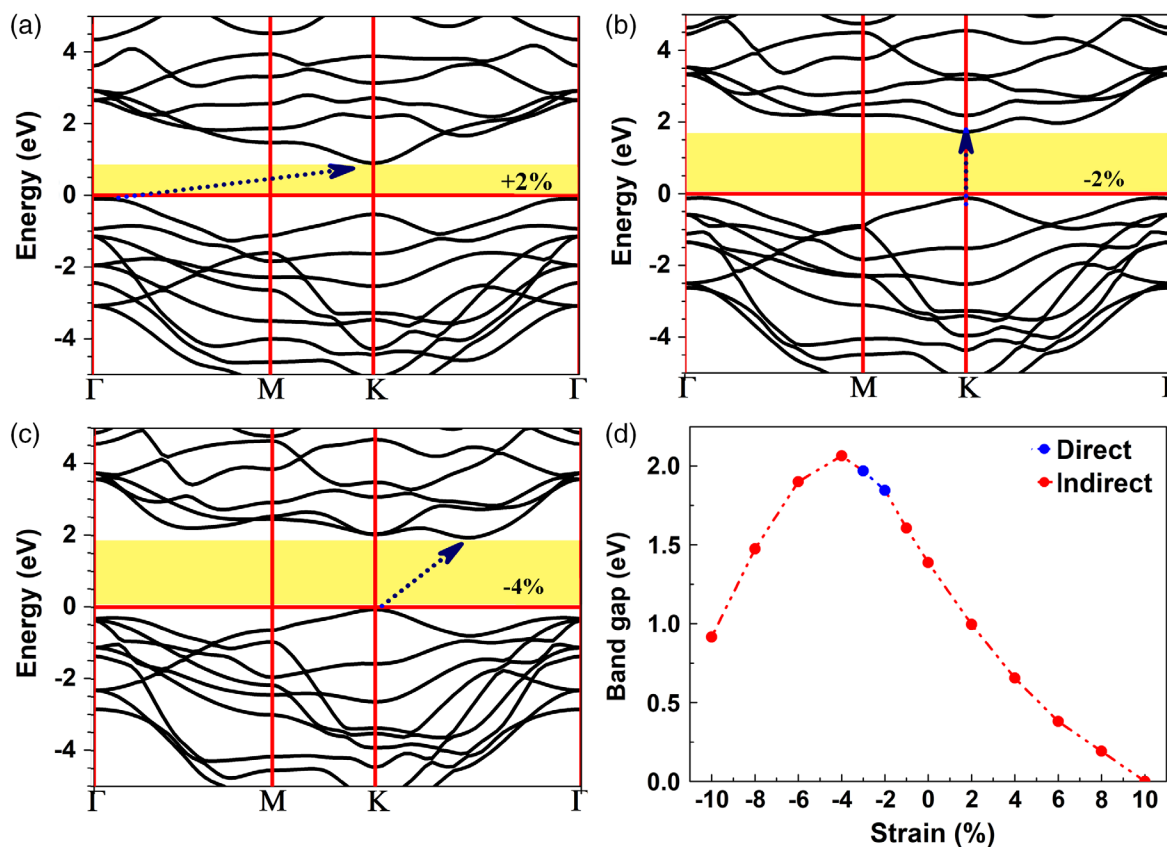 (a)
4
2
0
-2
-4
Energy (eV)
+2%
Γ M K Γ
(b)
4
2
0
-2
-4
Energy (eV)
-2%
Γ M K
(c)
4
2
0
-2
-4
Energy (eV)
-4%
Γ M K Γ
(d)
Direct
Indirect
2.0
1.5
1.0
0.5
0.0
Band gap (eV)
-10 -8 -6 -4 -2 0 2 4 6 8 10
Strain (%)